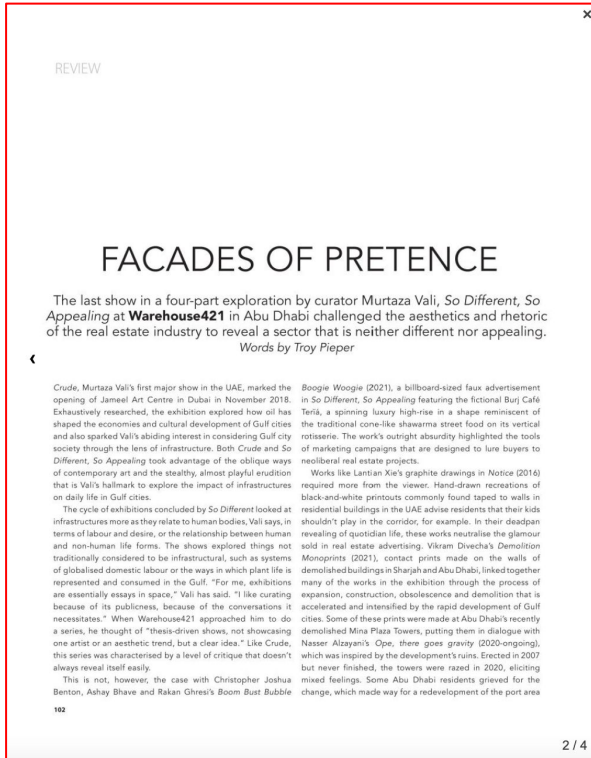 REVIEW
FACADES OF PRETENCE
The last show in a four-part exploration by curator Murtaza Vali, So Different, So
Appealing at Warehouse421 in Abu Dhabi challenged the aesthetics and rhetoric
of the real estate industry to reveal a sector that is neither different nor appealing.
Words by Troy Pieper
Crude, Murtaza Vali's first major show in the UAE, marked the
opening of Jameel Art Centre in Dubai in November 2018.
Exhaustively researched, the exhibition explored how oil has
shaped the economies and cultural development of Gulf cities
and also sparked Vali's abiding interest in considering Gulf city
society through the lens of infrastructure. Both Crude and So
Different, So Appealing took advantage of the oblique ways
of contemporary art and the stealthy, almost playful erudition
that is Vali's hallmark to explore the impact of infrastructures
on daily life in Gulf cities.
The cycle of exhibitions concluded by So Different looked at
infrastructures more as they relate to human bodies, Vali says, in
terms of labour and desire, or the relationship between human
and non-human life forms. The shows explored things not
traditionally considered to be infrastructural, such as systems
of globalised domestic labour or the ways in which plant life is
represented and consumed in the Gulf. "For me, exhibitions
are essentially essays in space," Vali has said. "I like curating
because of its publicness, because of the conversations it
necessitates." When Warehouse421 approached him to do
a series, he thought of "thesis-driven shows, not showcasing
one artist or an aesthetic trend, but a clear idea." Like Crude,
this series was characterised by a level of critique that doesn't
always reveal itself easily.
This is not, however, the case with Christopher Joshua
Benton, Ashay Bhave and Rakan Ghresi's Boom Bust Bubble
Boogie Woogie (2021), a billboard-sized faux advertisement
in So Different, So Appealing featuring the fictional Burj Café
Teriá, a spinning luxury high-rise in a shape reminiscent of
the traditional cone-like shawarma street food on its vertical
rotisserie. The work's outright absurdity highlighted the tools
of marketing campaigns that are designed to lure buyers to
neoliberal real estate projects.
Works like Lantian Xie's graphite drawings in Notice (2016)
required more from the viewer. Hand-drawn recreations of
black-and-white printouts commonly found taped to walls in
residential buildings in the UAE advise residents that their kids
shouldn't play in the corridor, for example. In their deadpan
revealing of quotidian life, these works neutralise the glamour
sold in real estate advertising. Vikram Divecha's Demolition
Monoprints (2021), contact prints made on the walls of
demolished buildings in Sharjah and Abu Dhabi, linked together
many of the works in the exhibition through the process of
expansion, construction, obsolescence and demolition that is
accelerated and intensified by the rapid development of Gulf
cities. Some of these prints were made at Abu Dhabi's recently
demolished Mina Plaza Towers, putting them in dialogue with
Nasser Alzayani's Ope, there goes gravity (2020-ongoing),
which was inspired by the development's ruins. Erected in 2007
but never finished, the towers were razed in 2020, eliciting
mixed feelings. Some Abu Dhabi residents grieved for the
change, which made way for a redevelopment of the port area
102
2 / 4